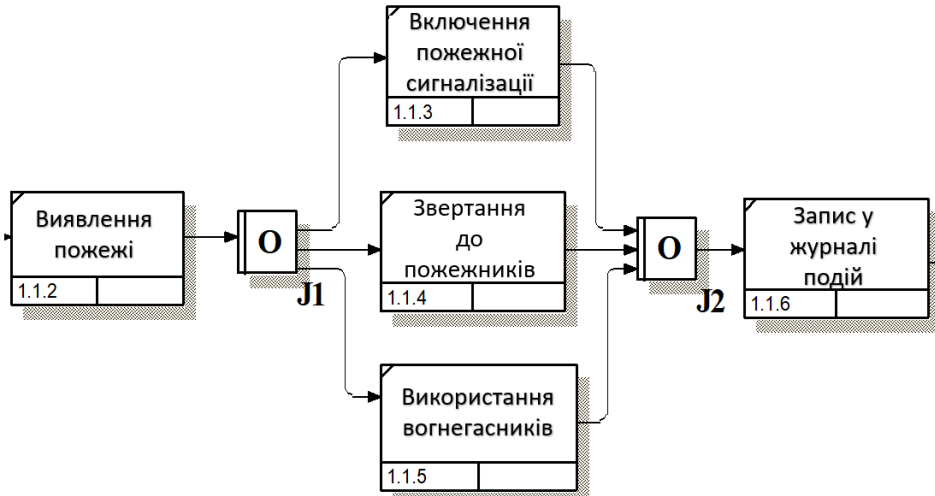 Включення
пожежної
сигналізації
1.1.3
Виявлення
пожежі
1.1.2
O
J1
Звертання
до
пожежників
1.1.4
O
J2
Запис у
журналі
подій
1.1.6
Використання
вогнегасників
1.1.5